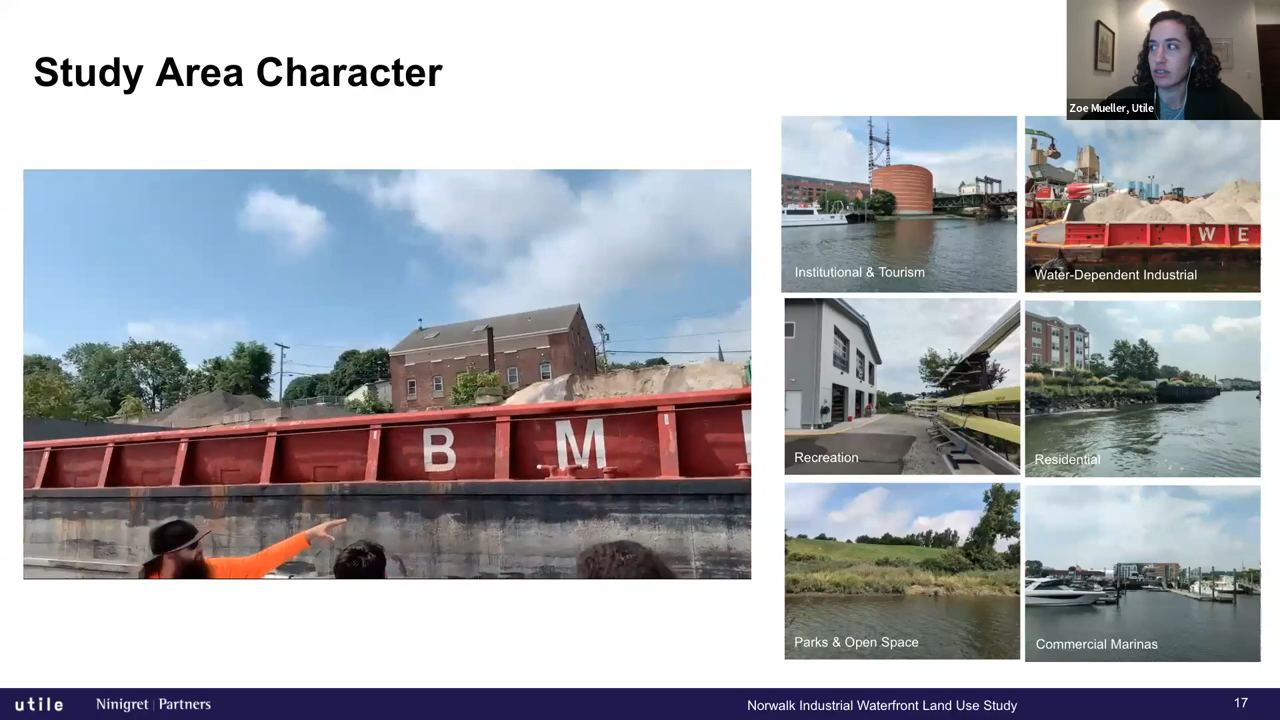 Study Area Character
Zoe Mueller, Utile
B M
Institutional & Tourism
W E
Water-Dependent Industrial
Recreation
Residential
Parks & Open Space
Commercial Marinas
utile
Ninigret | Partners
Norwalk Industrial Waterfront Land Use Study
17